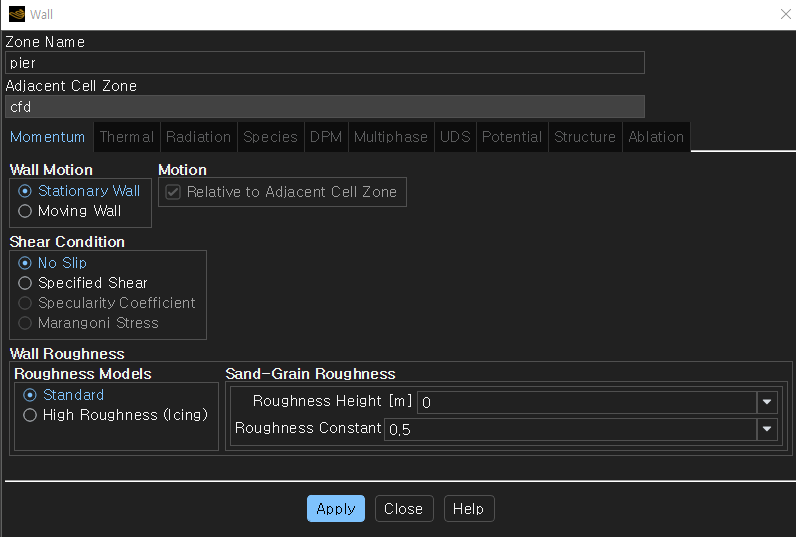 Wall
Zone Name
pier
Adjacent Cell Zone
cfd
Momentum Thermal Radiation Species DPM Multiphase UDS Potential Structure Ablation
Wall Motion Motion
Stationary Wall Relative to Adjacent Cell Zone
Moving Wall
Shear Condition
No Slip
Specified Shear
Specularity Coefficient
Marangoni Stress
Wall Roughness
Roughness Models Sand-Grain Roughness
Standard Roughness Height [m] 0
High Roughness (Icing) Roughness Constant 0.5
Apply Close Help